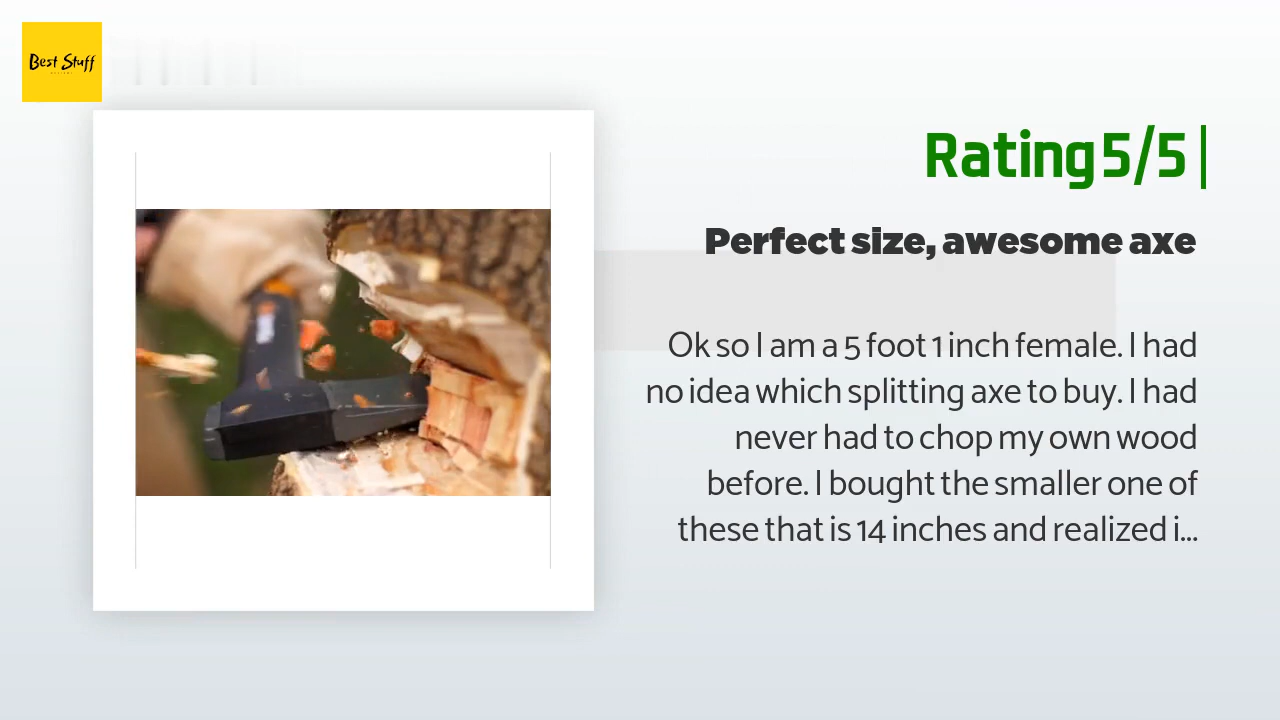 Best Stuff
Rating 5/5 |
Perfect size, awesome axe
Ok so I am a 5 foot 1 inch female. I had
no idea which splitting axe to buy. I had
never had to chop my own wood
before. I bought the smaller one of
these that is 14 inches and realized i...